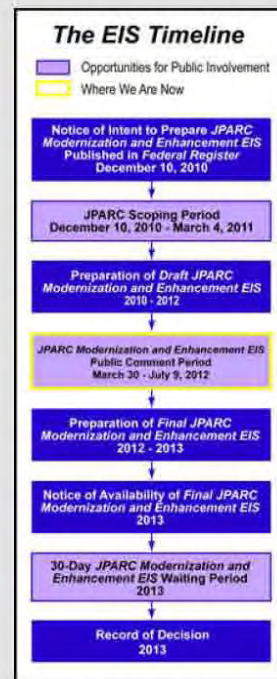 The EIS Timeline
Opportunities for Public Involvement
Where We Are Now
Notice of Intent to Prepare JPARC
Modernization and Enhancement EIS
Published in Federal Register
December 10, 2010
JPARC Scoping Period
December 10, 2010 - March 4, 2011
Preparation of Draft JPARC
Modernization and Enhancement EIS
2010 - 2012
JPARC Modernization and Enhancement EIS
Public Comment Period
March 30 - July 9, 2012
Preparation of Final JPARC
Modernization and Enhancement EIS
2012 - 2013
Notice of Availability of Final JPARC
Modernization and Enhancement EIS
2013
30-Day JPARC Modernization and
Enhancement EIS Waiting Period
2013
Record of Decision
2013